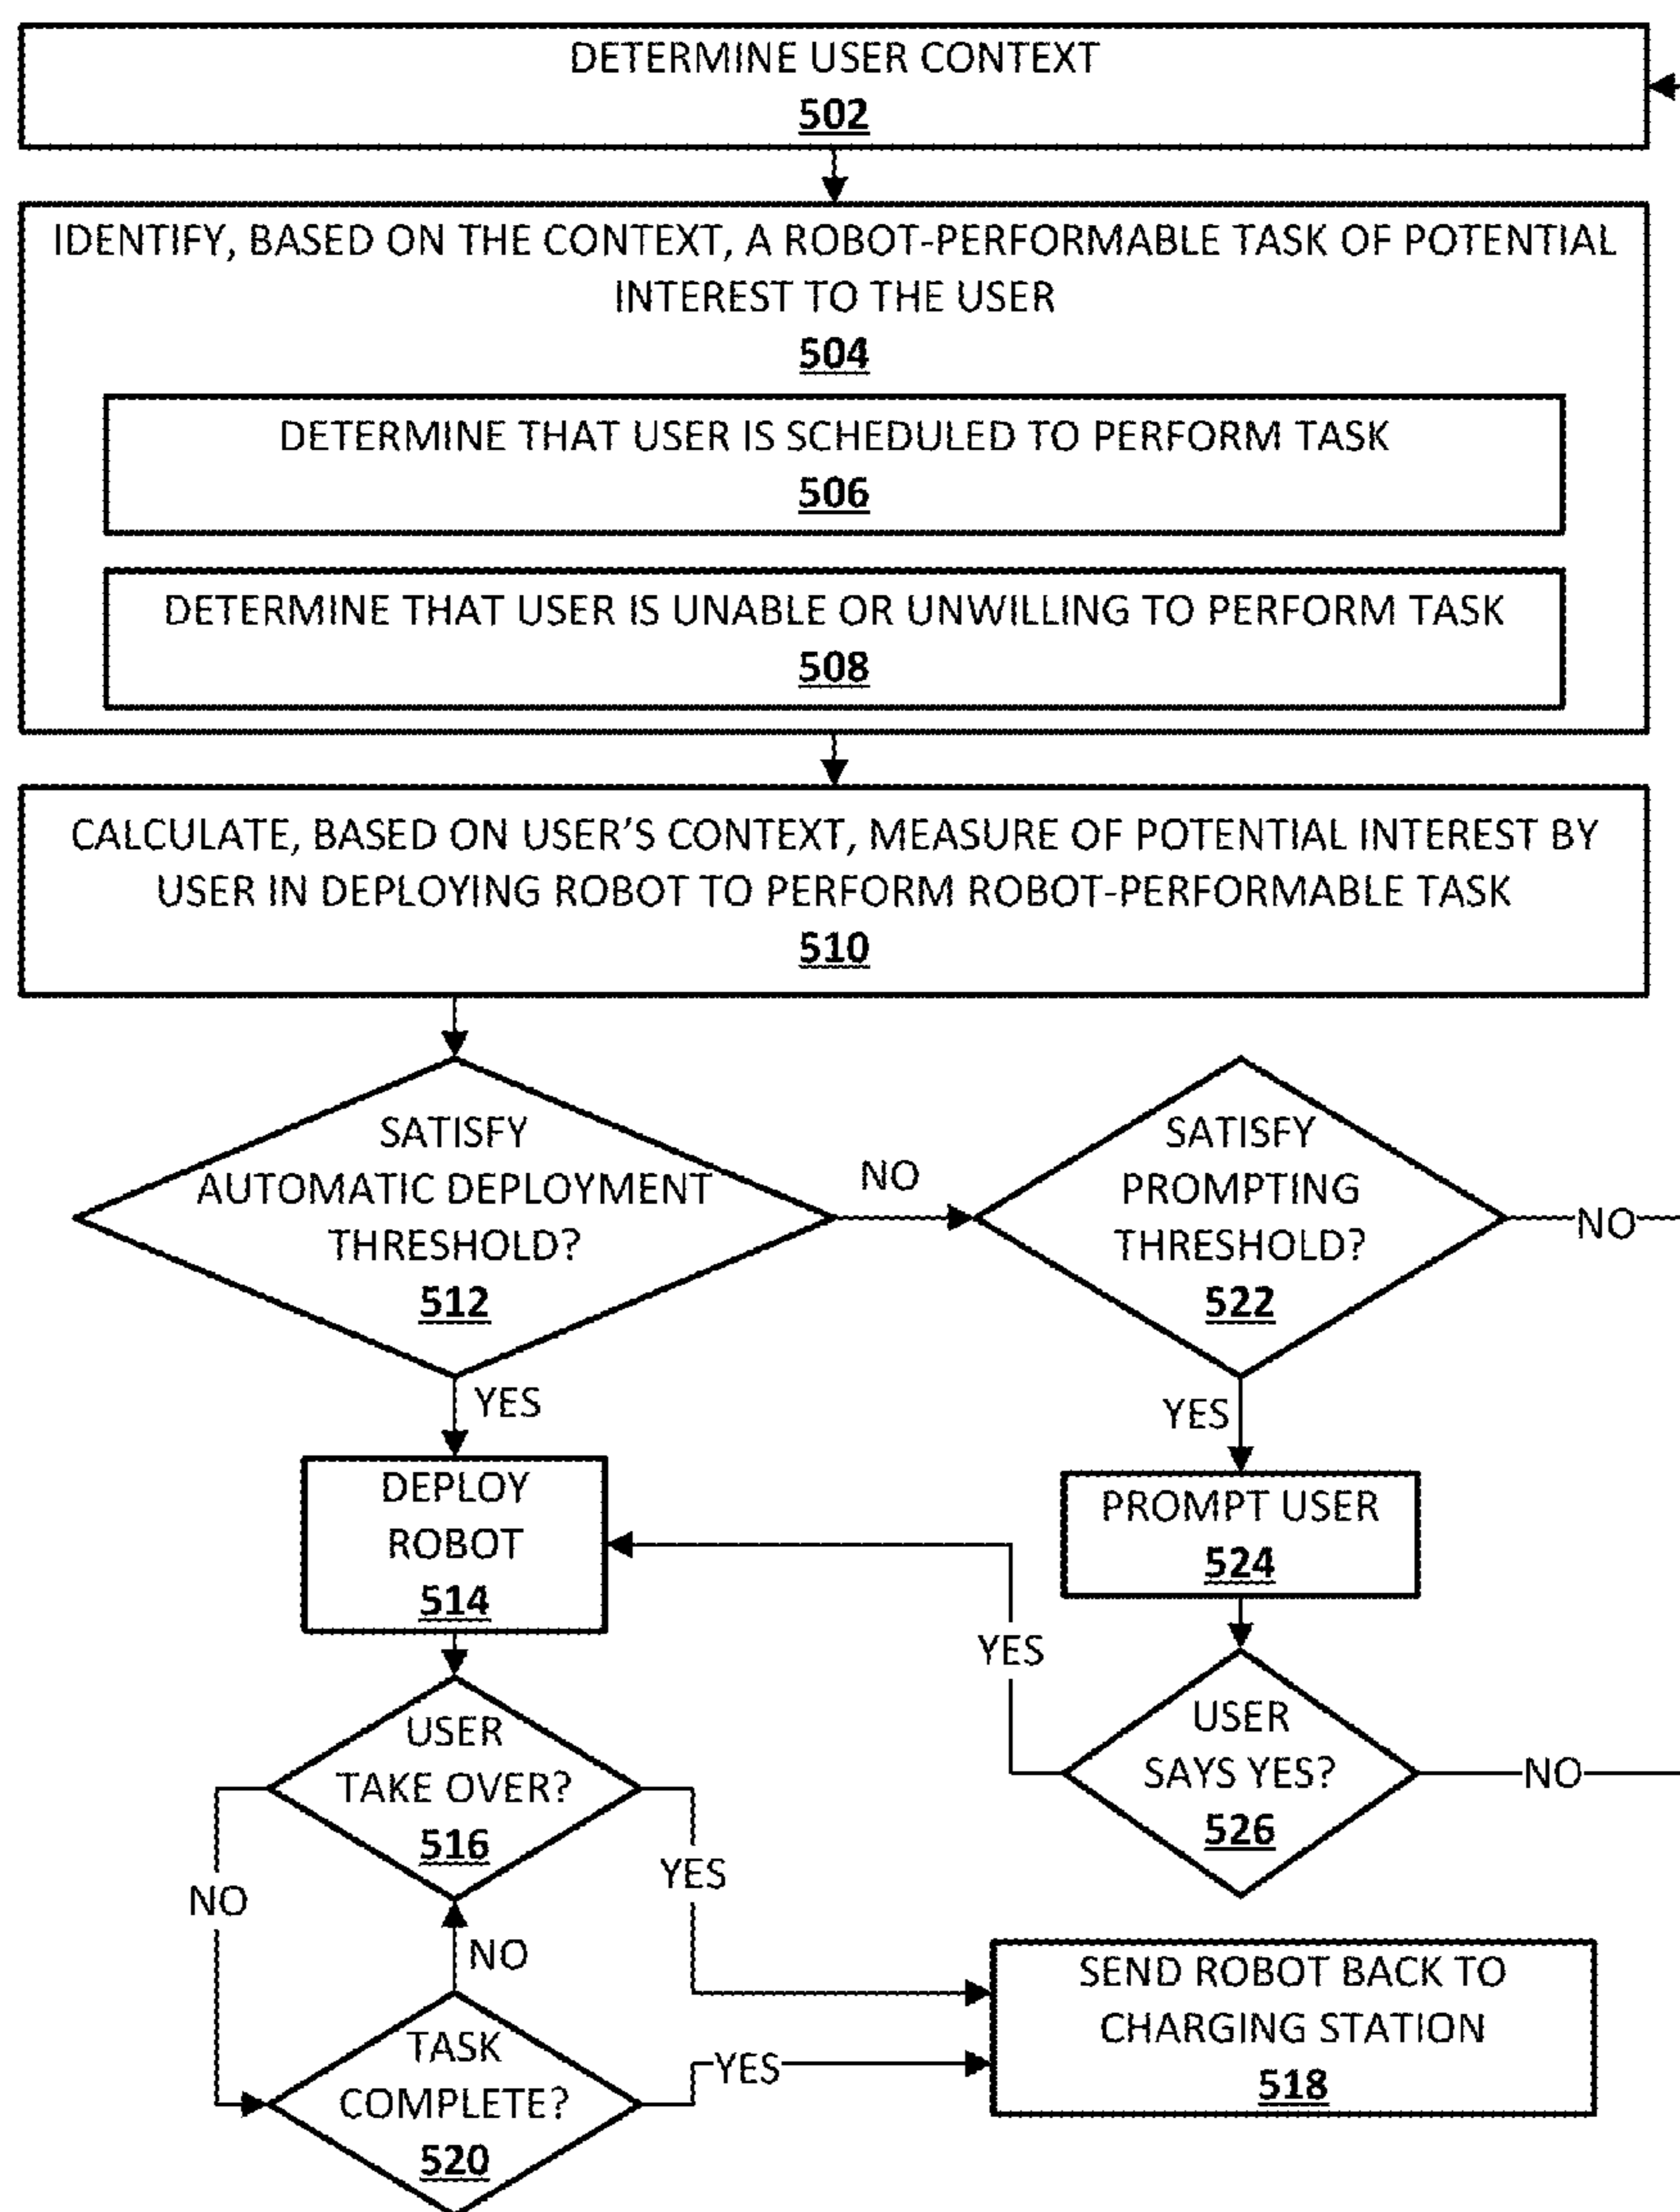 DETERMINE USER CONTEXT
502
IDENTIFY, BASED ON THE CONTEXT, A ROBOT-PERFORMABLE TASK OF POTENTIAL
INTEREST TO THE USER
504
DETERMINE THAT USER IS SCHEDULED TO PERFORM TASK
506
DETERMINE THAT USER IS UNABLE OR UNWILLING TO PERFORM TASK
508
CALCULATE, BASED ON USER'S CONTEXT, MEASURE OF POTENTIAL INTEREST BY
USER IN DEPLOYING ROBOT TO PERFORM ROBOT-PERFORMABLE TASK
510
SATISFY
AUTOMATIC DEPLOYMENT
THRESHOLD?
512
NO
SATISFY
PROMPTING
THRESHOLD?
522
NO
YES
YES
DEPLOY
ROBOT
514
PROMPT USER
524
YES
USER
SAYS YES?
526
NO
USER
TAKE OVER?
516
YES
NO
NO
TASK
COMPLETE?
520
YES
SEND ROBOT BACK TO
CHARGING STATION
518